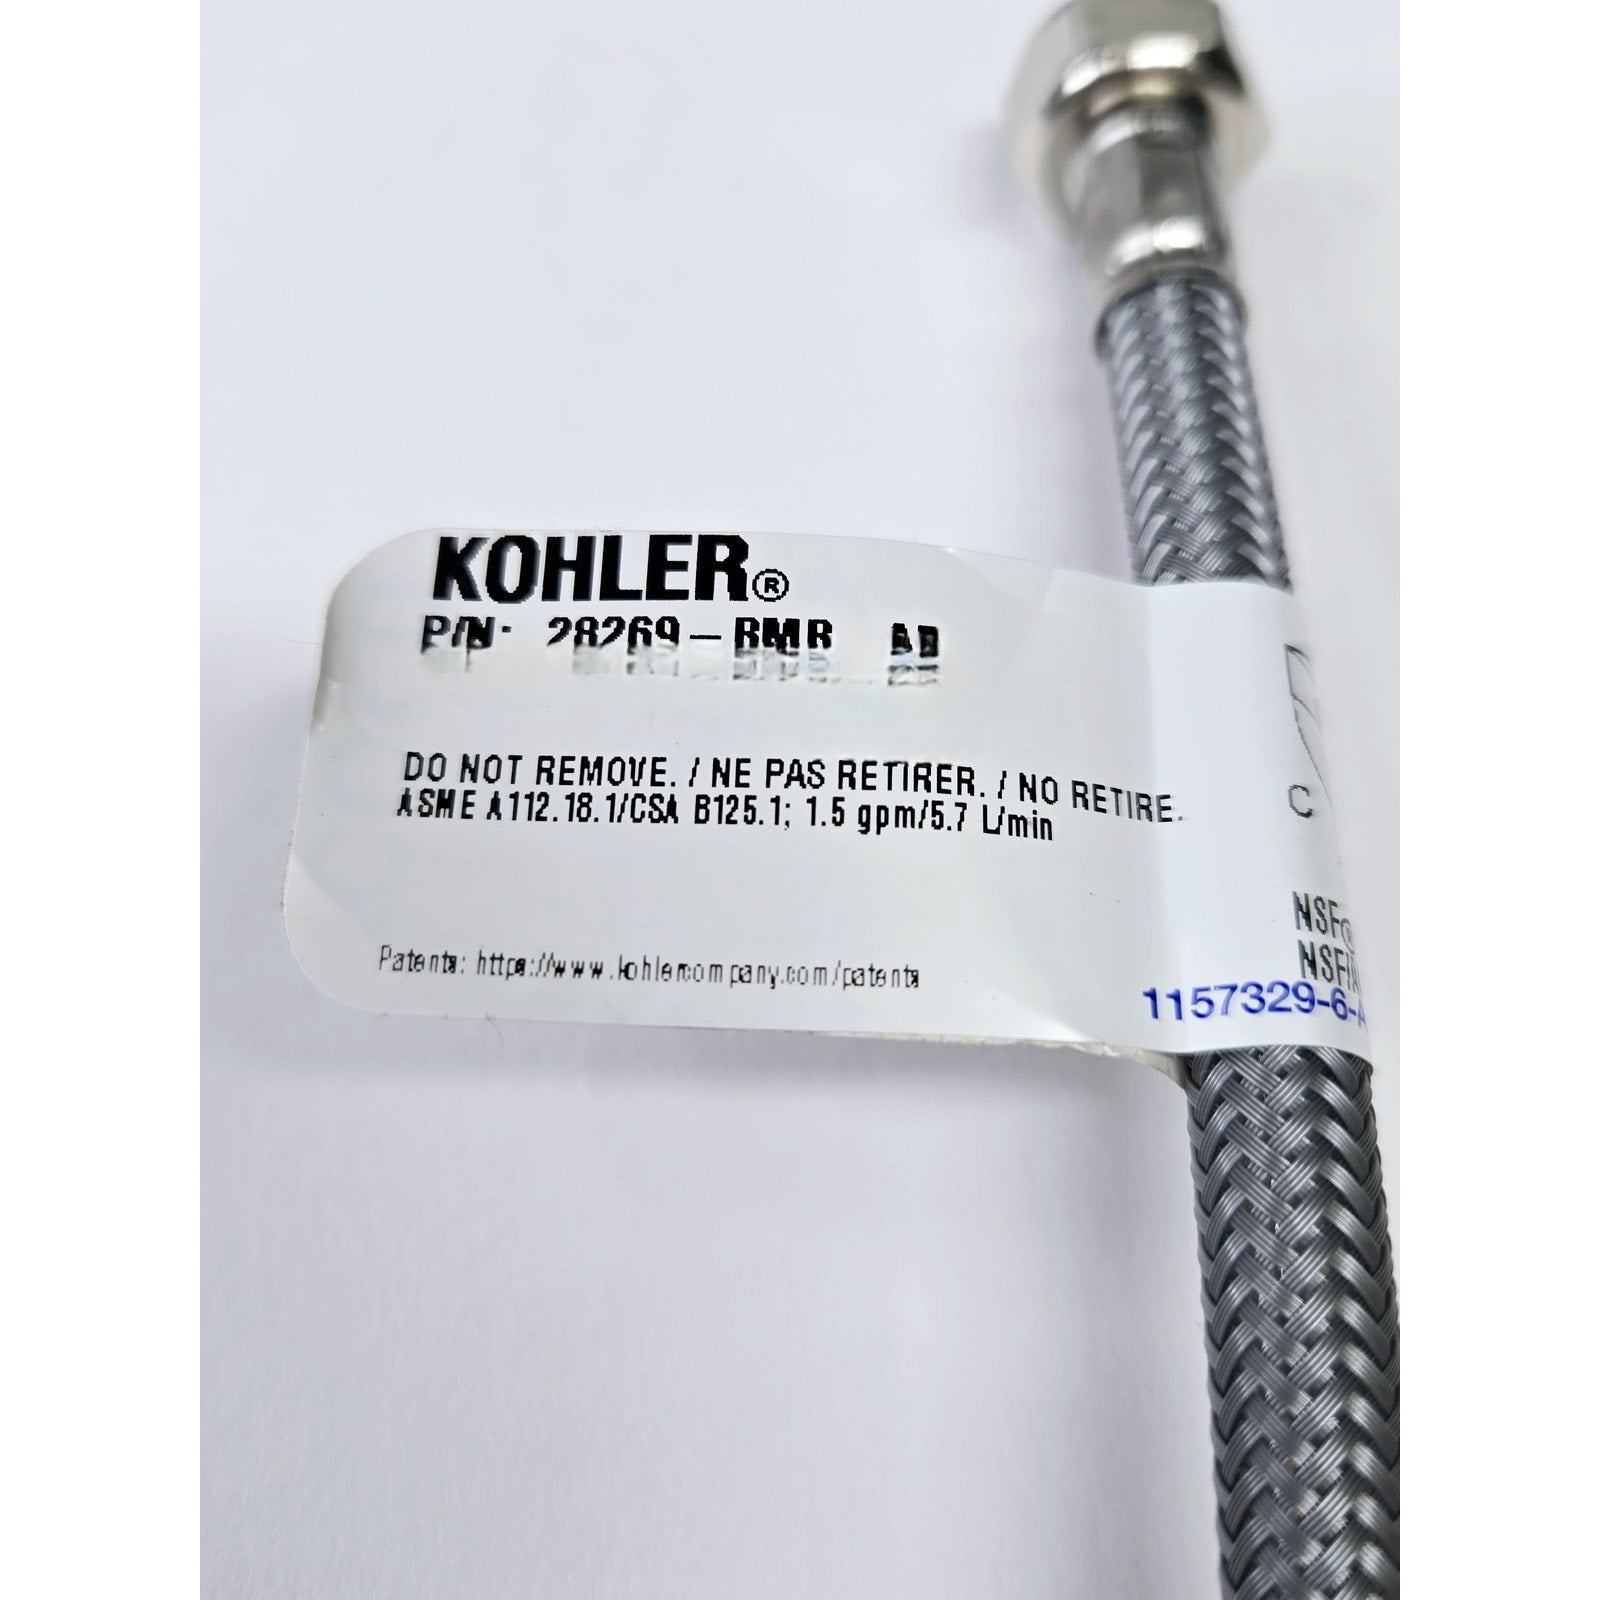 KOHLER®
P/N: 28269-BMB AB
DO NOT REMOVE. / NE PAS RETIRER. / NO RETIRE.
ASME A112.18.1/CSA B125.1; 1.5 gpm/5.7 L/min
Patents: https://www.kohlercompany.com/patents
C
NSF®
NSF/
1157329-6-A